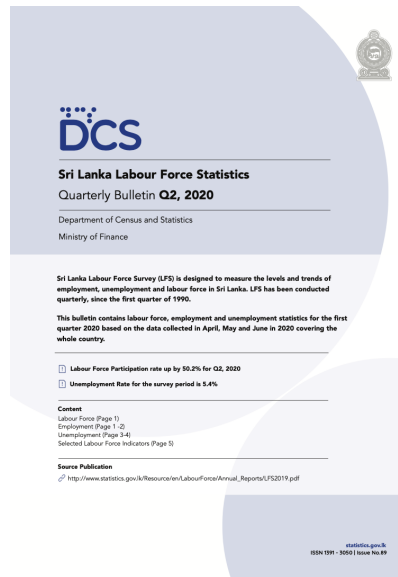 DCS
Sri Lanka Labour Force Statistics
Quarterly Bulletin Q2, 2020
Department of Census and Statistics
Ministry of Finance
Sri Lanka Labour Force Survey (LFS) is designed to measure the levels and trends of
employment, unemployment and labour force in Sri Lanka. LFS has been conducted
quarterly, since the first quarter of 1990.
This bulletin contains labour force, employment and unemployment statistics for the first
quarter 2020 based on the data collected in April, May and June in 2020 covering the
whole country.
Labour Force Participation rate up by 50.2% for Q2, 2020
Unemployment Rate for the survey period is 5.4%
Content
Labour Force (Page 1)
Employment (Page 1 -2)
Unemployment (Page 3-4)
Selected Labour Force Indicators (Page 5)
Source Publication
http://www.statistics.gov.lk/Resource/en/LabourForce/Annual_Reports/LFS2019.pdf
statistics.gov.lk
ISSN 1391 - 3050 | Issue No.89